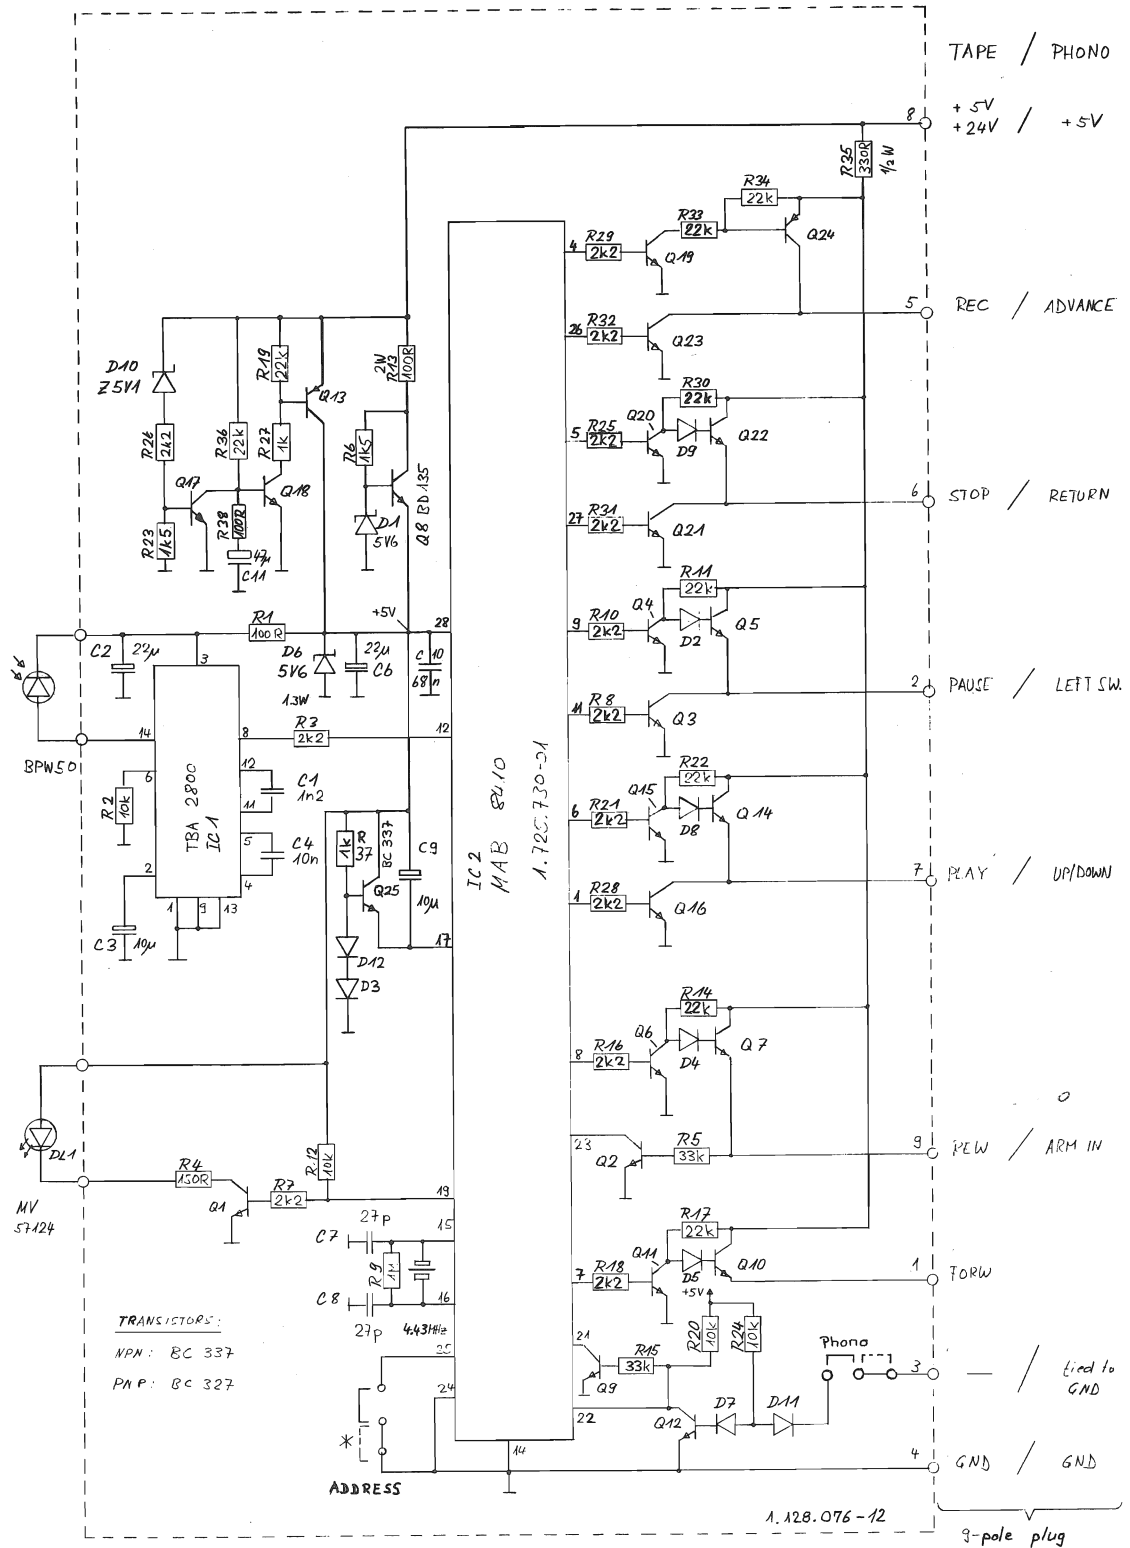 TAPE / PHONO
8 + 5V
+24V / +5V
R35 330R 1/2 W
R34
22k
R33
22k
Q24
4 R29
2k2
Q19
5 REC / ADVANCE
26 R32
2k2
Q23
D10
Z5V1
R19 22k
Q13
2W
R13 100R
R30
22k
R26 2k2
R36 22k
R27 1k
R6 1k5
Q20
5 R25
2k2
D9
Q22
Q17
Q18
Q8 BD135
R23 1k5
R38 100R
47µ
C11
D1
5V6
6 STOP / RETURN
27 R31
2k2
Q21
R11
22k
+5V
R1
100R
28
Q4
9 R10
2k2
D2
Q5
C2 22µ
3
D6
5V6
1.3W
22µ
C6
C10
68n
2 PAUSE / LEFT SW.
11 R8
2k2
Q3
14
8 R3
2k2
12
BPW50
6
R2 10k
TBA 2800
IC1
12
11
C1
1n2
5
4
C4
10n
2
C3 10µ
1 9 13
R22
22k
Q15
6 R21
2k2
D8
Q14
IC2
MAB 8410
1.725.730-01
R37 1k
BC 337
Q25
C9
10µ
17
D12
D3
7 PLAY / UP/DOWN
1 R28
2k2
Q16
R14
22k
Q6
8 R16
2k2
D4
Q7
DL1
MV
57124
R4
150R
Q1
R7
2k2
R12 10k
19
23
Q2
R5
33k
9 REW / ARM IN
15
C7 27p
R9 1M
C8
27p
4.43MHz
16
R17
22k
Q11
7 R18
2k2
D5
Q10
1 FORW
+5V
R20 10k
R24 10k
21
Q9
R15
33k
Phono
3 — / tied to
GND
22
Q12
D7
D11
TRANSISTORS:
NPN: BC 337
PNP: BC 327
25
24
*
ADDRESS
14
4 GND / GND
1.128.076-12
9-pole plug